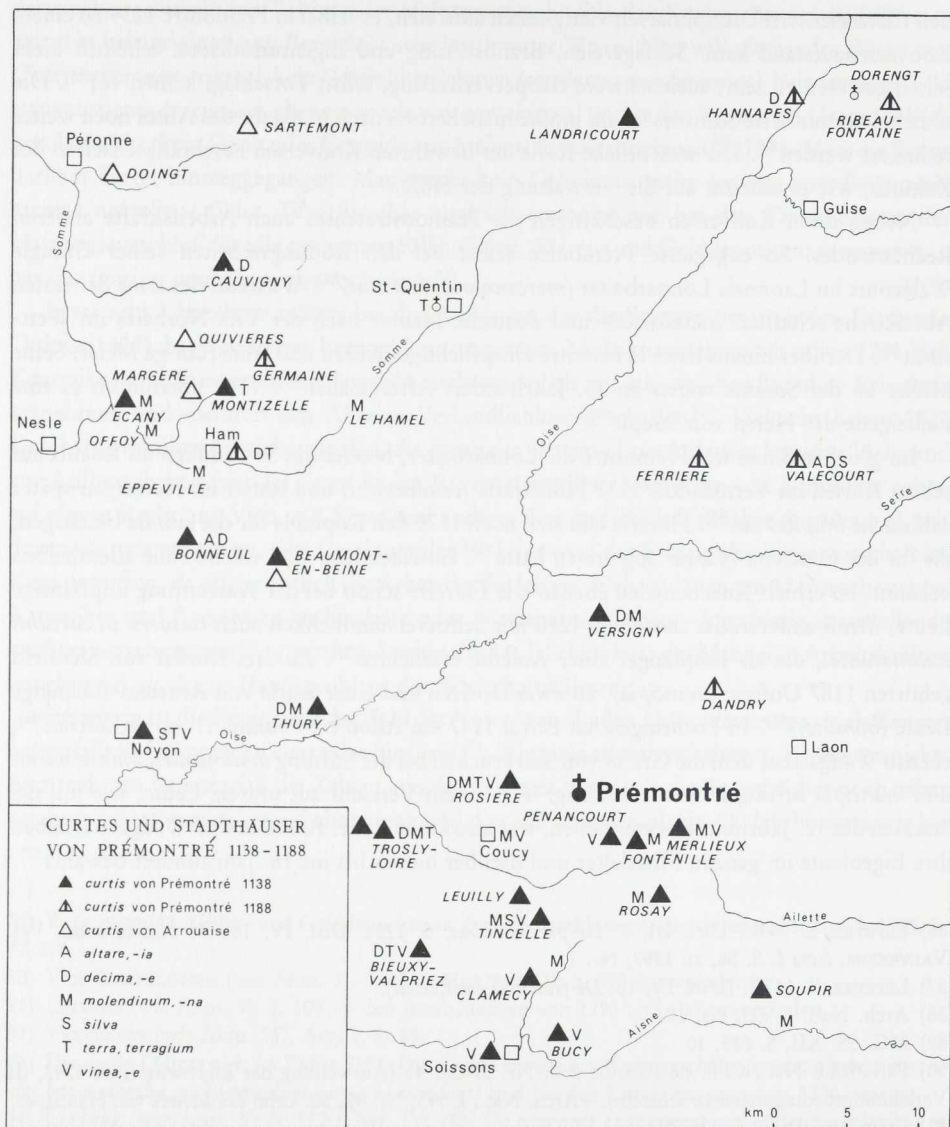 DORENGT
D
HANNAPES
RIBEAU-
FONTAINE
LANDRICOURT
SARTEMONT
Péronne
DOINGT
Guise
Somme
D
CAUVIGNY
St-Quentin
T
QUIVIÈRES
GERMAINE
Somme
MARGÈRE
M
ECANY
T
MONTIZELLE
M
LE HAMEL
Nesle
OFFOY
M
Ham
DT
M
EPPEVILLE
Oise
FERRIÈRE
ADS
VALÉCOURT
Serre
AD
BONNEUIL
BEAUMONT-
EN-BEINE
DM
VERSIGNY
DANDRY
DM
THURY
STV
Noyon
Oise
Laon
DMTV
ROSIÈRE
Prémontré
PENANCOURT
DMT
TROSLY-
LOIRE
MV
Coucy
V
M
FONTENILLE
MV
MERLIEUX
LEUILLY
M
ROSAY
MSV
TINCELLE
Ailette
DTV
BIEUXY-
VALPRIEZ
M
V
CLAMECY
SOUPIR
M
Aisne
V
Soissons
V
BUCY
km 0 5 10
CURTES UND STADTHÄUSER
VON PRÉMONTRÉ 1138-1188
curtis von Prémontré 1138
curtis von Prémontré 1188
curtis von Arrouaise
A altare,-ia
D decima,-e
M molendinum,-na
S silva
T terra, terragium
V vinea,-e